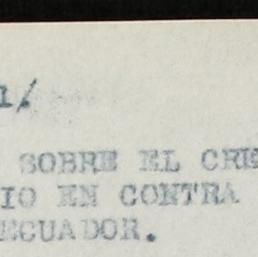 1/
SOBRE EL CRE
IO EN CONTRA
ECUADOR.